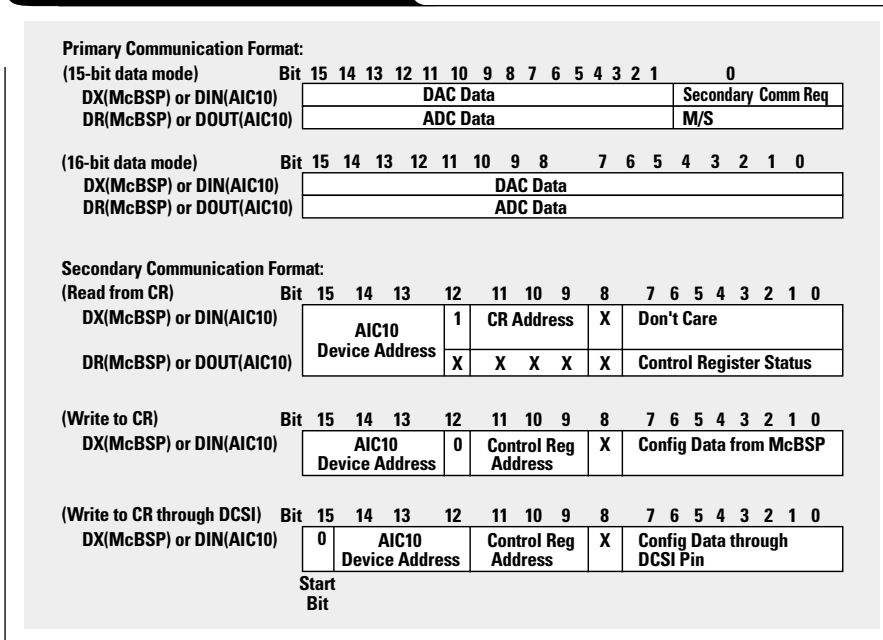 Primary Communication Format:
(15-bit data mode) Bit 15 14 13 12 11 10 9 8 7 6 5 4 3 2 1 0
DX(McBSP) or DIN(AIC10) DAC Data Secondary Comm Req
DR(McBSP) or DOUT(AIC10) ADC Data M/S
(16-bit data mode) Bit 15 14 13 12 11 10 9 8 7 6 5 4 3 2 1 0
DX(McBSP) or DIN(AIC10) DAC Data
DR(McBSP) or DOUT(AIC10) ADC Data
Secondary Communication Format:
(Read from CR) Bit 15 14 13 12 11 10 9 8 7 6 5 4 3 2 1 0
DX(McBSP) or DIN(AIC10) AIC10 Device Address 1 CR Address X Don't Care
DR(McBSP) or DOUT(AIC10) X X X X X Control Register Status
(Write to CR) Bit 15 14 13 12 11 10 9 8 7 6 5 4 3 2 1 0
DX(McBSP) or DIN(AIC10) AIC10 Device Address 0 Control Reg Address X Config Data from McBSP
(Write to CR through DCSI) Bit 15 14 13 12 11 10 9 8 7 6 5 4 3 2 1 0
DX(McBSP) or DIN(AIC10) 0 AIC10 Device Address Control Reg Address X Config Data through DCSI Pin
Start
Bit